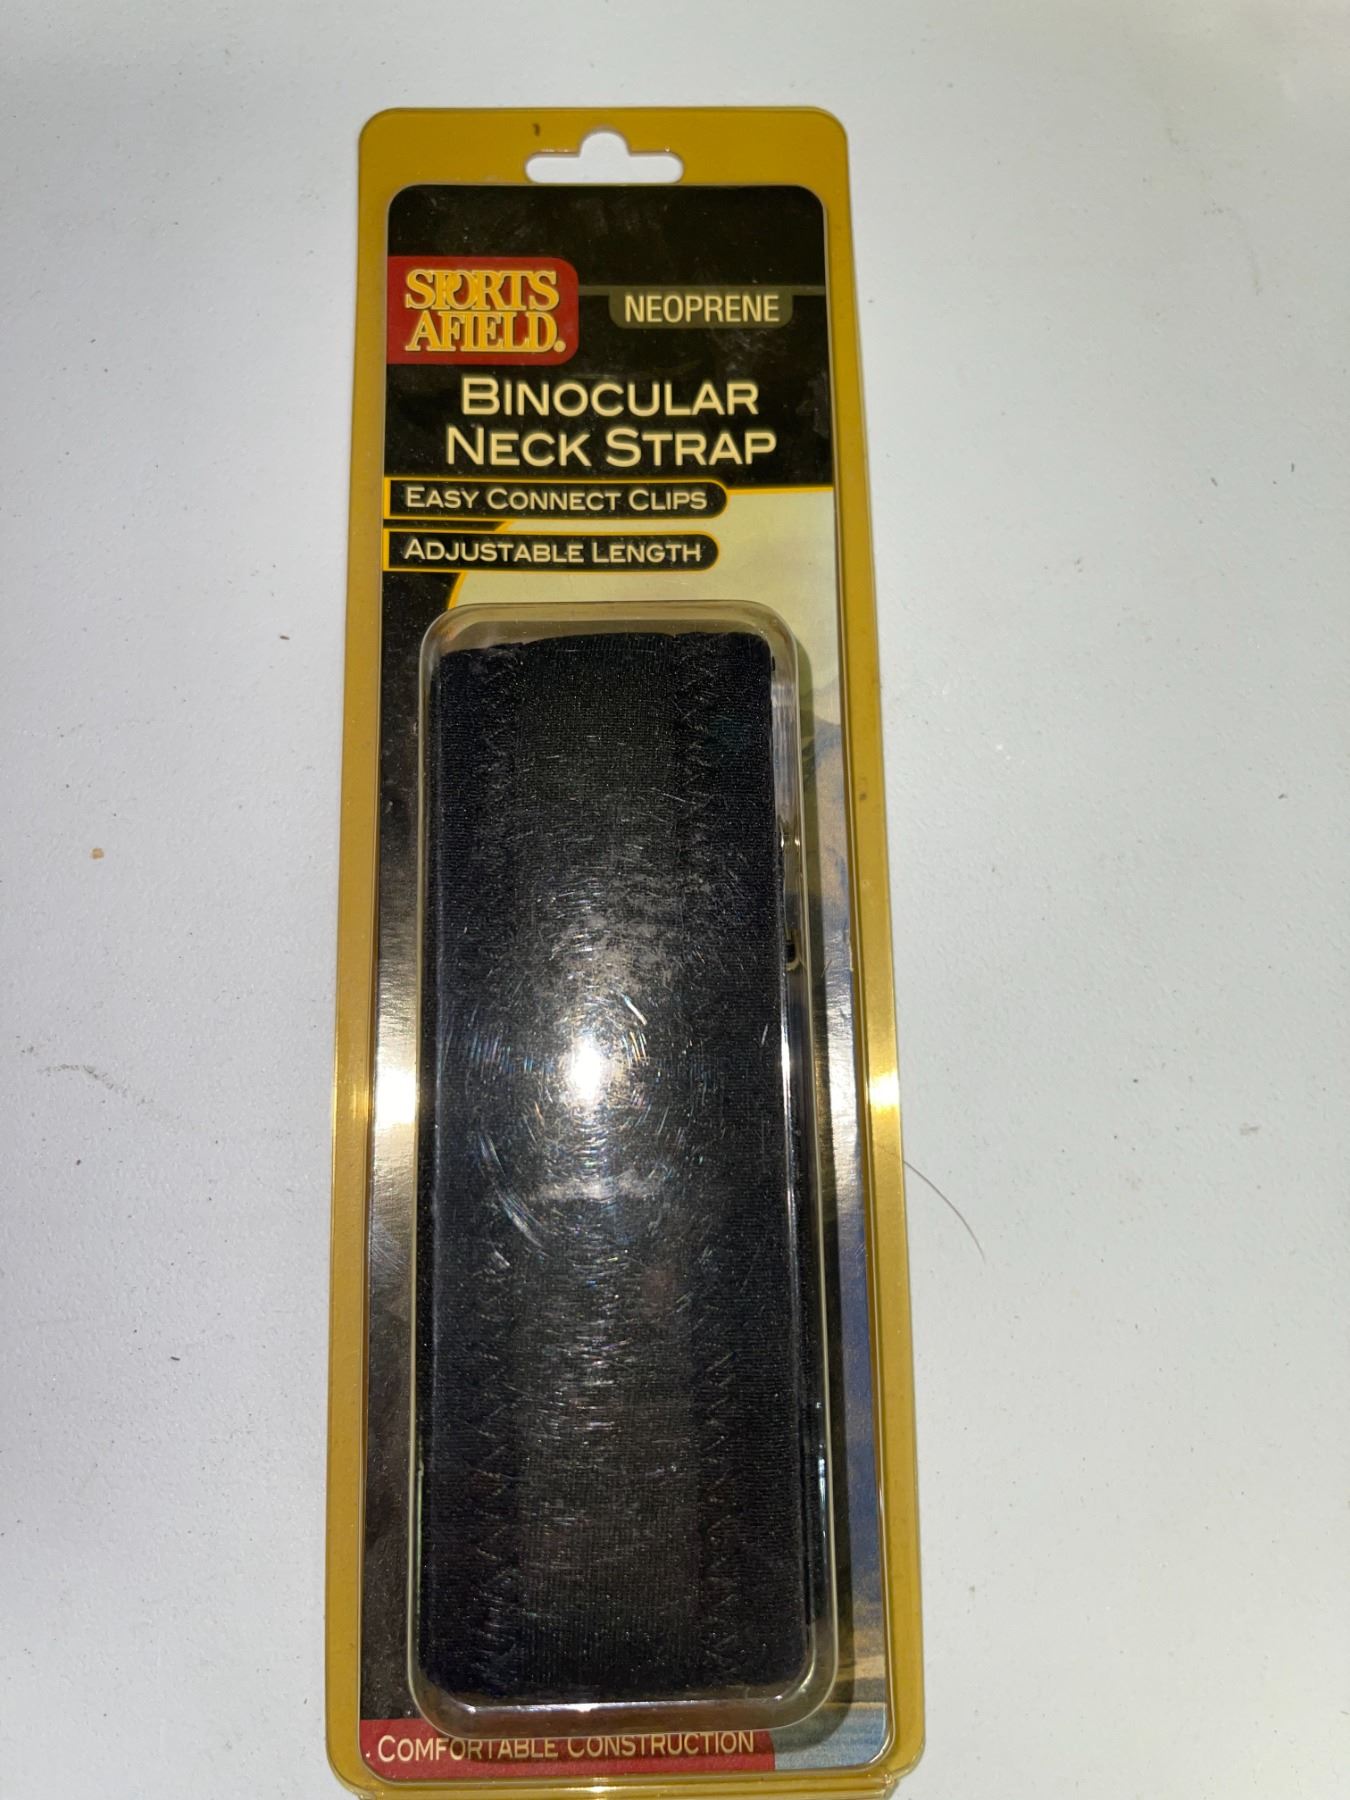 SPORTS
AFIELD®
NEOPRENE
BINOCULAR
NECK STRAP
EASY CONNECT CLIPS
ADJUSTABLE LENGTH
COMFORTABLE CONSTRUCTION